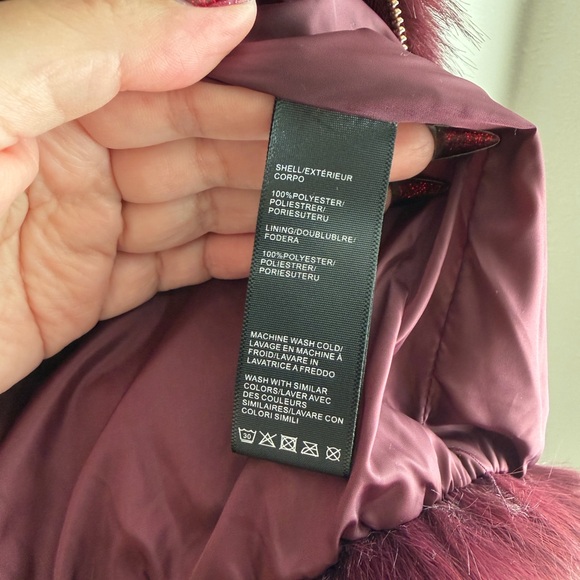 SHELL/EXTÉRIEUR
CORPO
100%POLYESTER/
POLIESTRER/
PORIESUTERU
LINING/DOUBLUBLRE/
FODERA
100%POLYESTER/
POLIESTRER/
PORIESUTERU
MACHINE WASH COLD/
LAVAGE EN MACHINE À
FROID/LAVARE IN
LAVATRICE A FREDDO
WASH WITH SIMILAR
COLORS/LAVER AVEC
DES COULEURS
SIMILAIRES/LAVARE CON
COLORI SIMILI
30